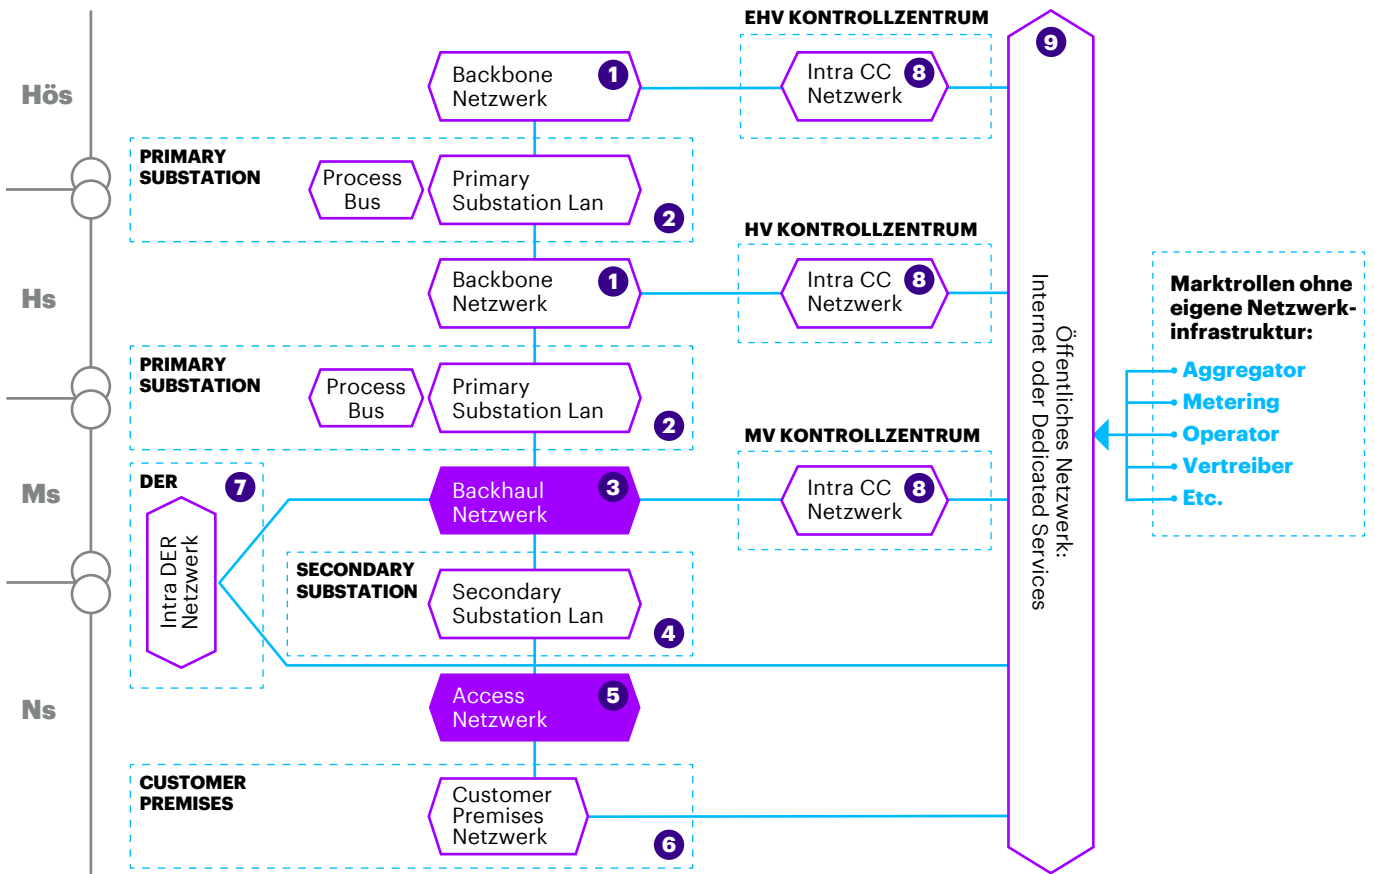 EHV KONTROLLZENTRUM
9
Hös
Backbone
Netzwerk
1
Intra CC
Netzwerk
8
PRIMARY
SUBSTATION
Process
Bus
Primary
Substation Lan
2
HV KONTROLLZENTRUM
Hs
Backbone
Netzwerk
1
Intra CC
Netzwerk
8
Öffentliches Netzwerk:
Internet oder Dedicated Services
Marktrollen ohne
eigene Netzwerk-
infrastruktur:
Aggregator
Metering
Operator
Vertreiber
Etc.
PRIMARY
SUBSTATION
Process
Bus
Primary
Substation Lan
2
MV KONTROLLZENTRUM
Ms
DER
7
Intra DER
Netzwerk
Backhaul
Netzwerk
3
Intra CC
Netzwerk
8
SECONDARY
SUBSTATION
Secondary
Substation Lan
4
Ns
Access
Netzwerk
5
CUSTOMER
PREMISES
Customer
Premises
Netzwerk
6